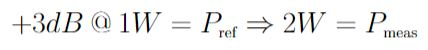 +3dB @ 1W = P_ref ⇒ 2W = P_meas